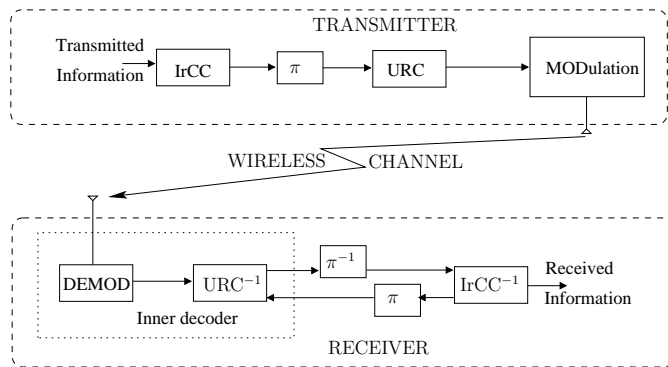 TRANSMITTER
Transmitted
Information
IrCC
π
URC
MODulation
WIRELESS CHANNEL
DEMOD
URC⁻¹
π⁻¹
π
IrCC⁻¹
Received
Information
Inner decoder
RECEIVER